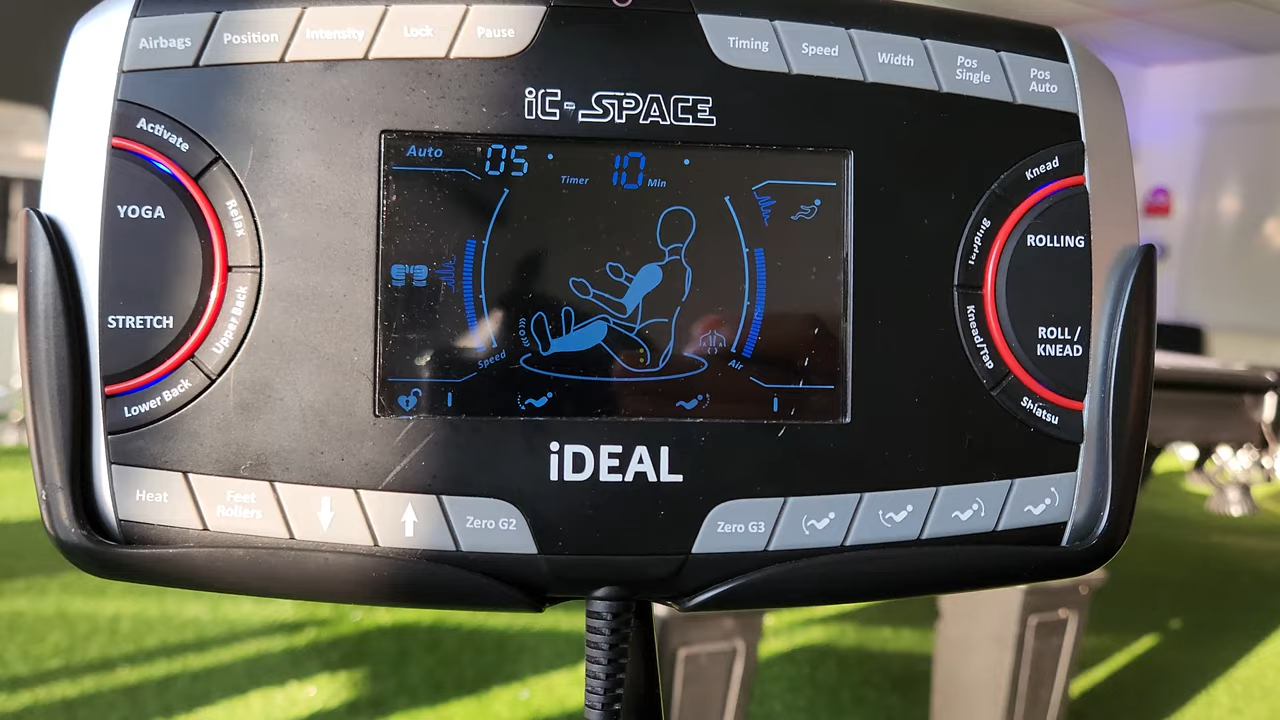 Airbags
Position
Intensity
Lock
Pause
Timing
Speed
Width
Pos
Single
Pos
Auto
iC-SPACE
Activate
Relax
Upper Back
Lower Back
YOGA
STRETCH
Auto
05
Timer
10
Min
Speed
Air
Knead
Tapping
Knead/Tap
Shiatsu
ROLLING
ROLL /
KNEAD
iDEAL
Heat
Feet
Rollers
Zero G2
Zero G3